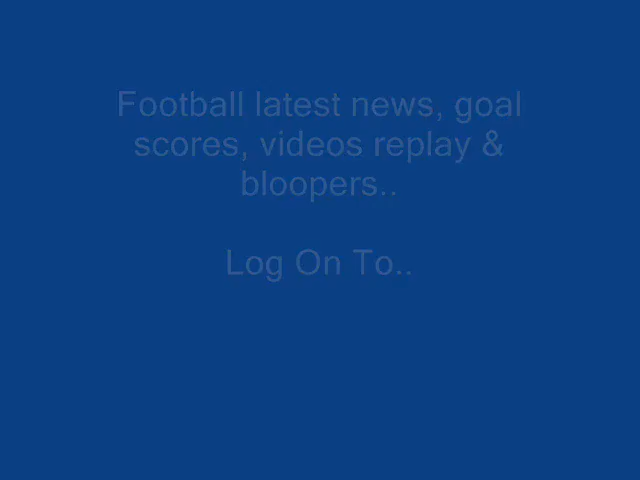 Football latest news, goal
scores, videos replay &
bloopers..
Log On To..